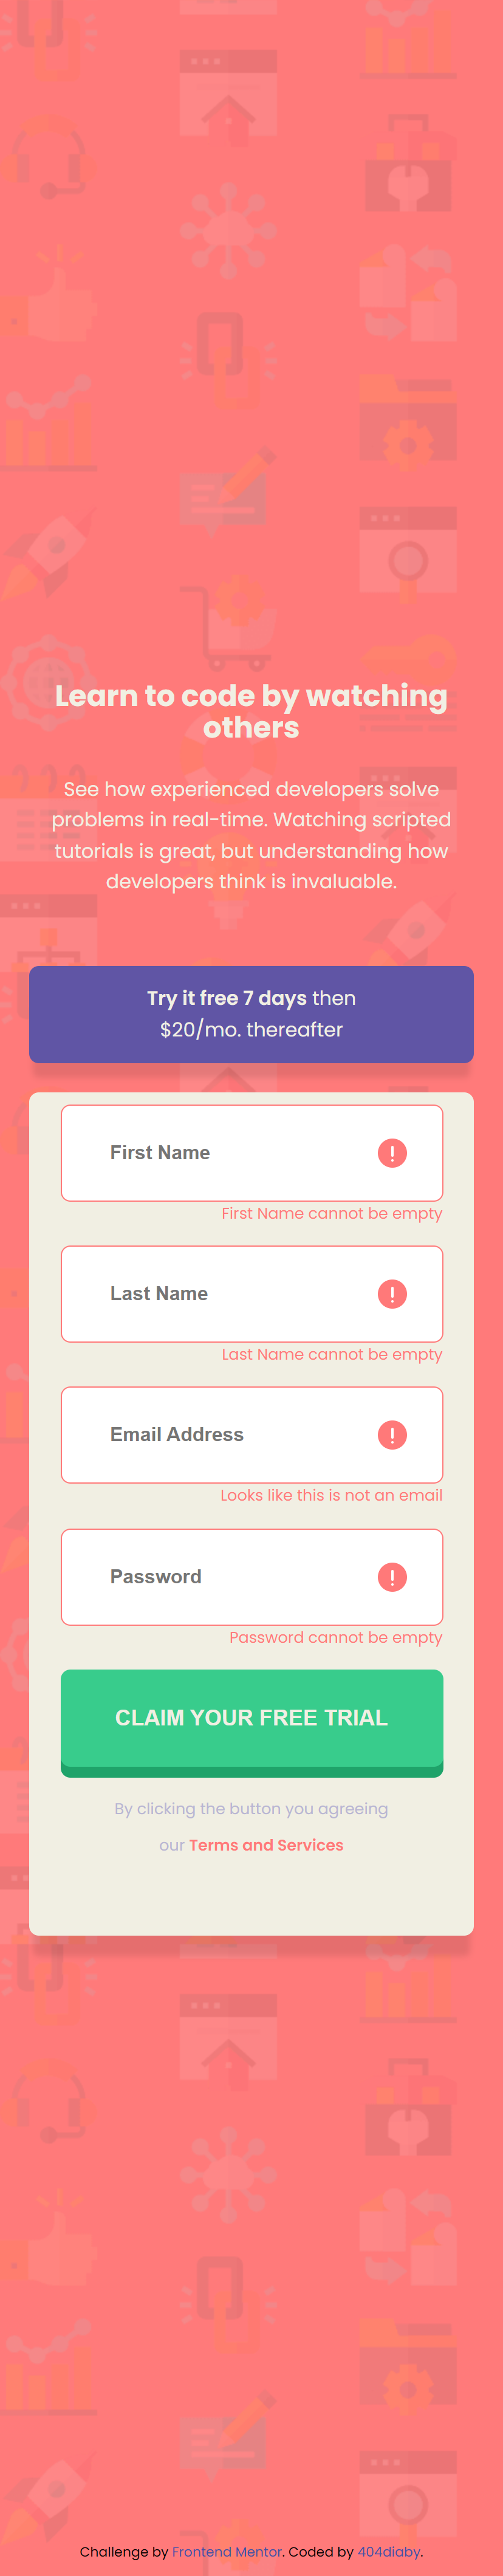 Learn to code by watching
others
See how experienced developers solve
problems in real-time. Watching scripted
tutorials is great, but understanding how
developers think is invaluable.
Try it free 7 days then
$20/mo. thereafter
First Name
First Name cannot be empty
Last Name
Last Name cannot be empty
Email Address
Looks like this is not an email
Password
Password cannot be empty
CLAIM YOUR FREE TRIAL
By clicking the button you agreeing
our Terms and Services
Challenge by Frontend Mentor. Coded by 404diaby.